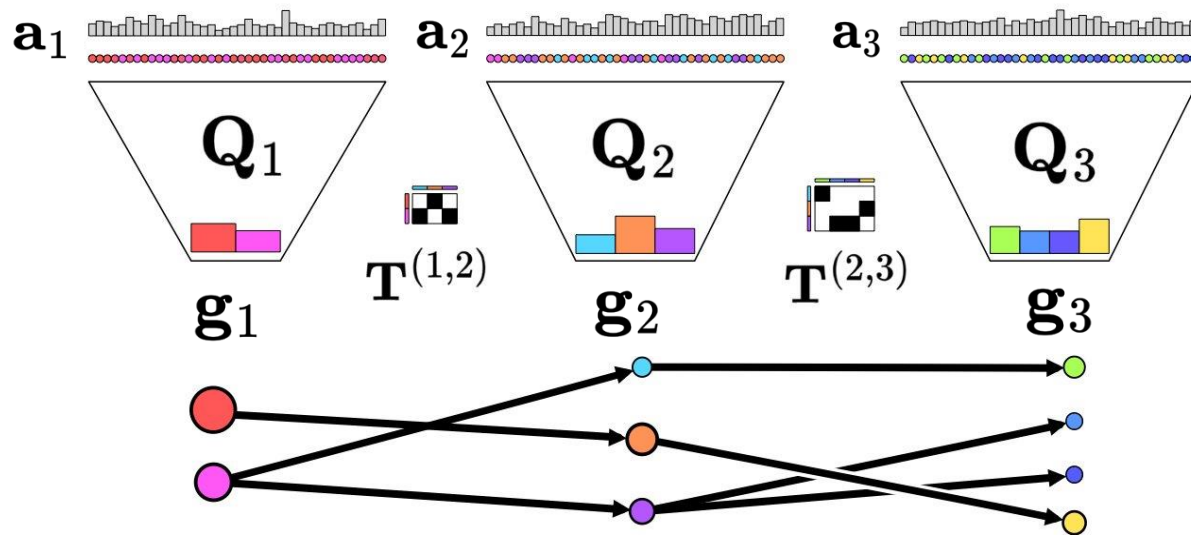 a₁ a₂ a₃
Q₁ Q₂ Q₃
T⁽¹,²⁾ T⁽²,³⁾
g₁ g₂ g₃